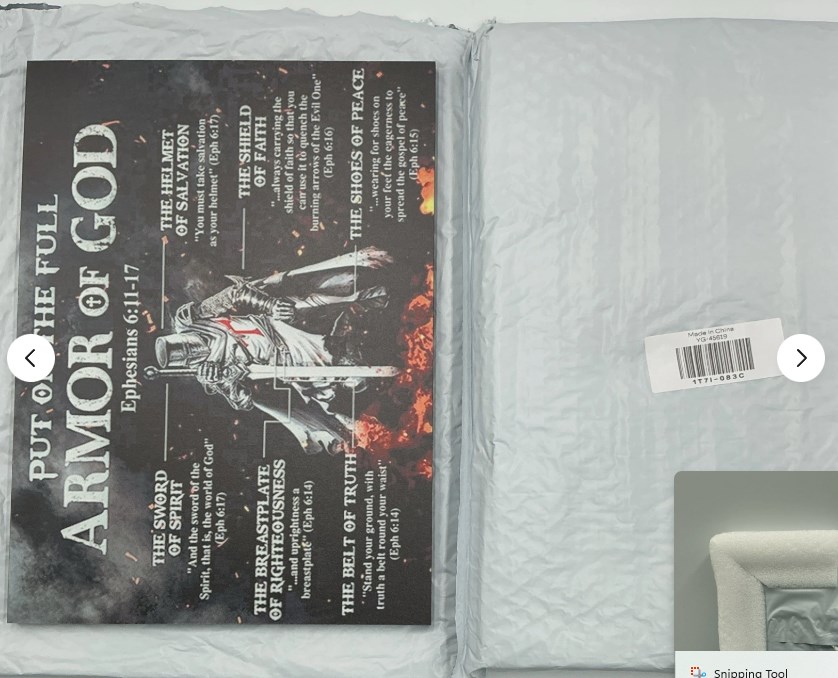 PUT ON THE FULL
ARMOR OF GOD
Ephesians 6:11-17
THE HELMET
OF SALVATION
"You must take salvation
as your helmet" (Eph 6:17)
THE SHIELD
OF FAITH
"...always carrying the
shield of faith so that you
can use it to quench the
burning arrows of the Evil One"
(Eph 6:16)
THE SHOES OF PEACE
"...wearing for shoes on
your feet the eagerness to
spread the gospel of peace"
(Eph 6:15)
THE SWORD
OF SPIRIT
"And the sword of the
Spirit, that is, the world of God"
(Eph 6:17)
THE BREASTPLATE
OF RIGHTEOUSNESS
"...and uprightness a
breastplate" (Eph 6:14)
THE BELT OF TRUTH
"Stand your ground, with
truth a belt round your waist"
(Eph 6:14)
Made in China
YG-45619
1T7I-083C
Snipping Tool